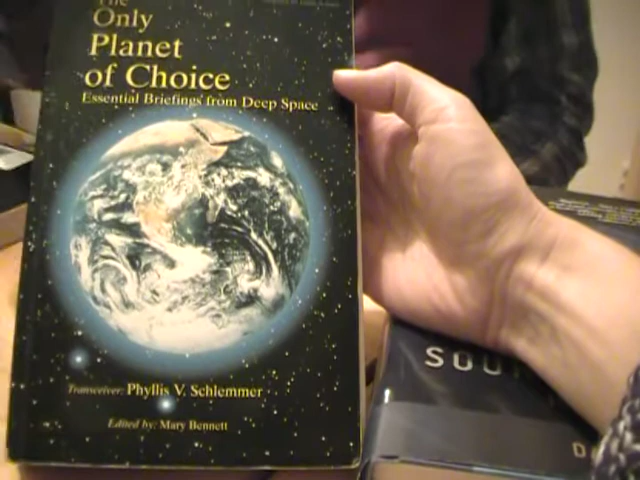 The
Only
Planet
of Choice
Essential Briefings from Deep Space
Transceiver: Phyllis V. Schlemmer
Edited by: Mary Bennett
SOU
D